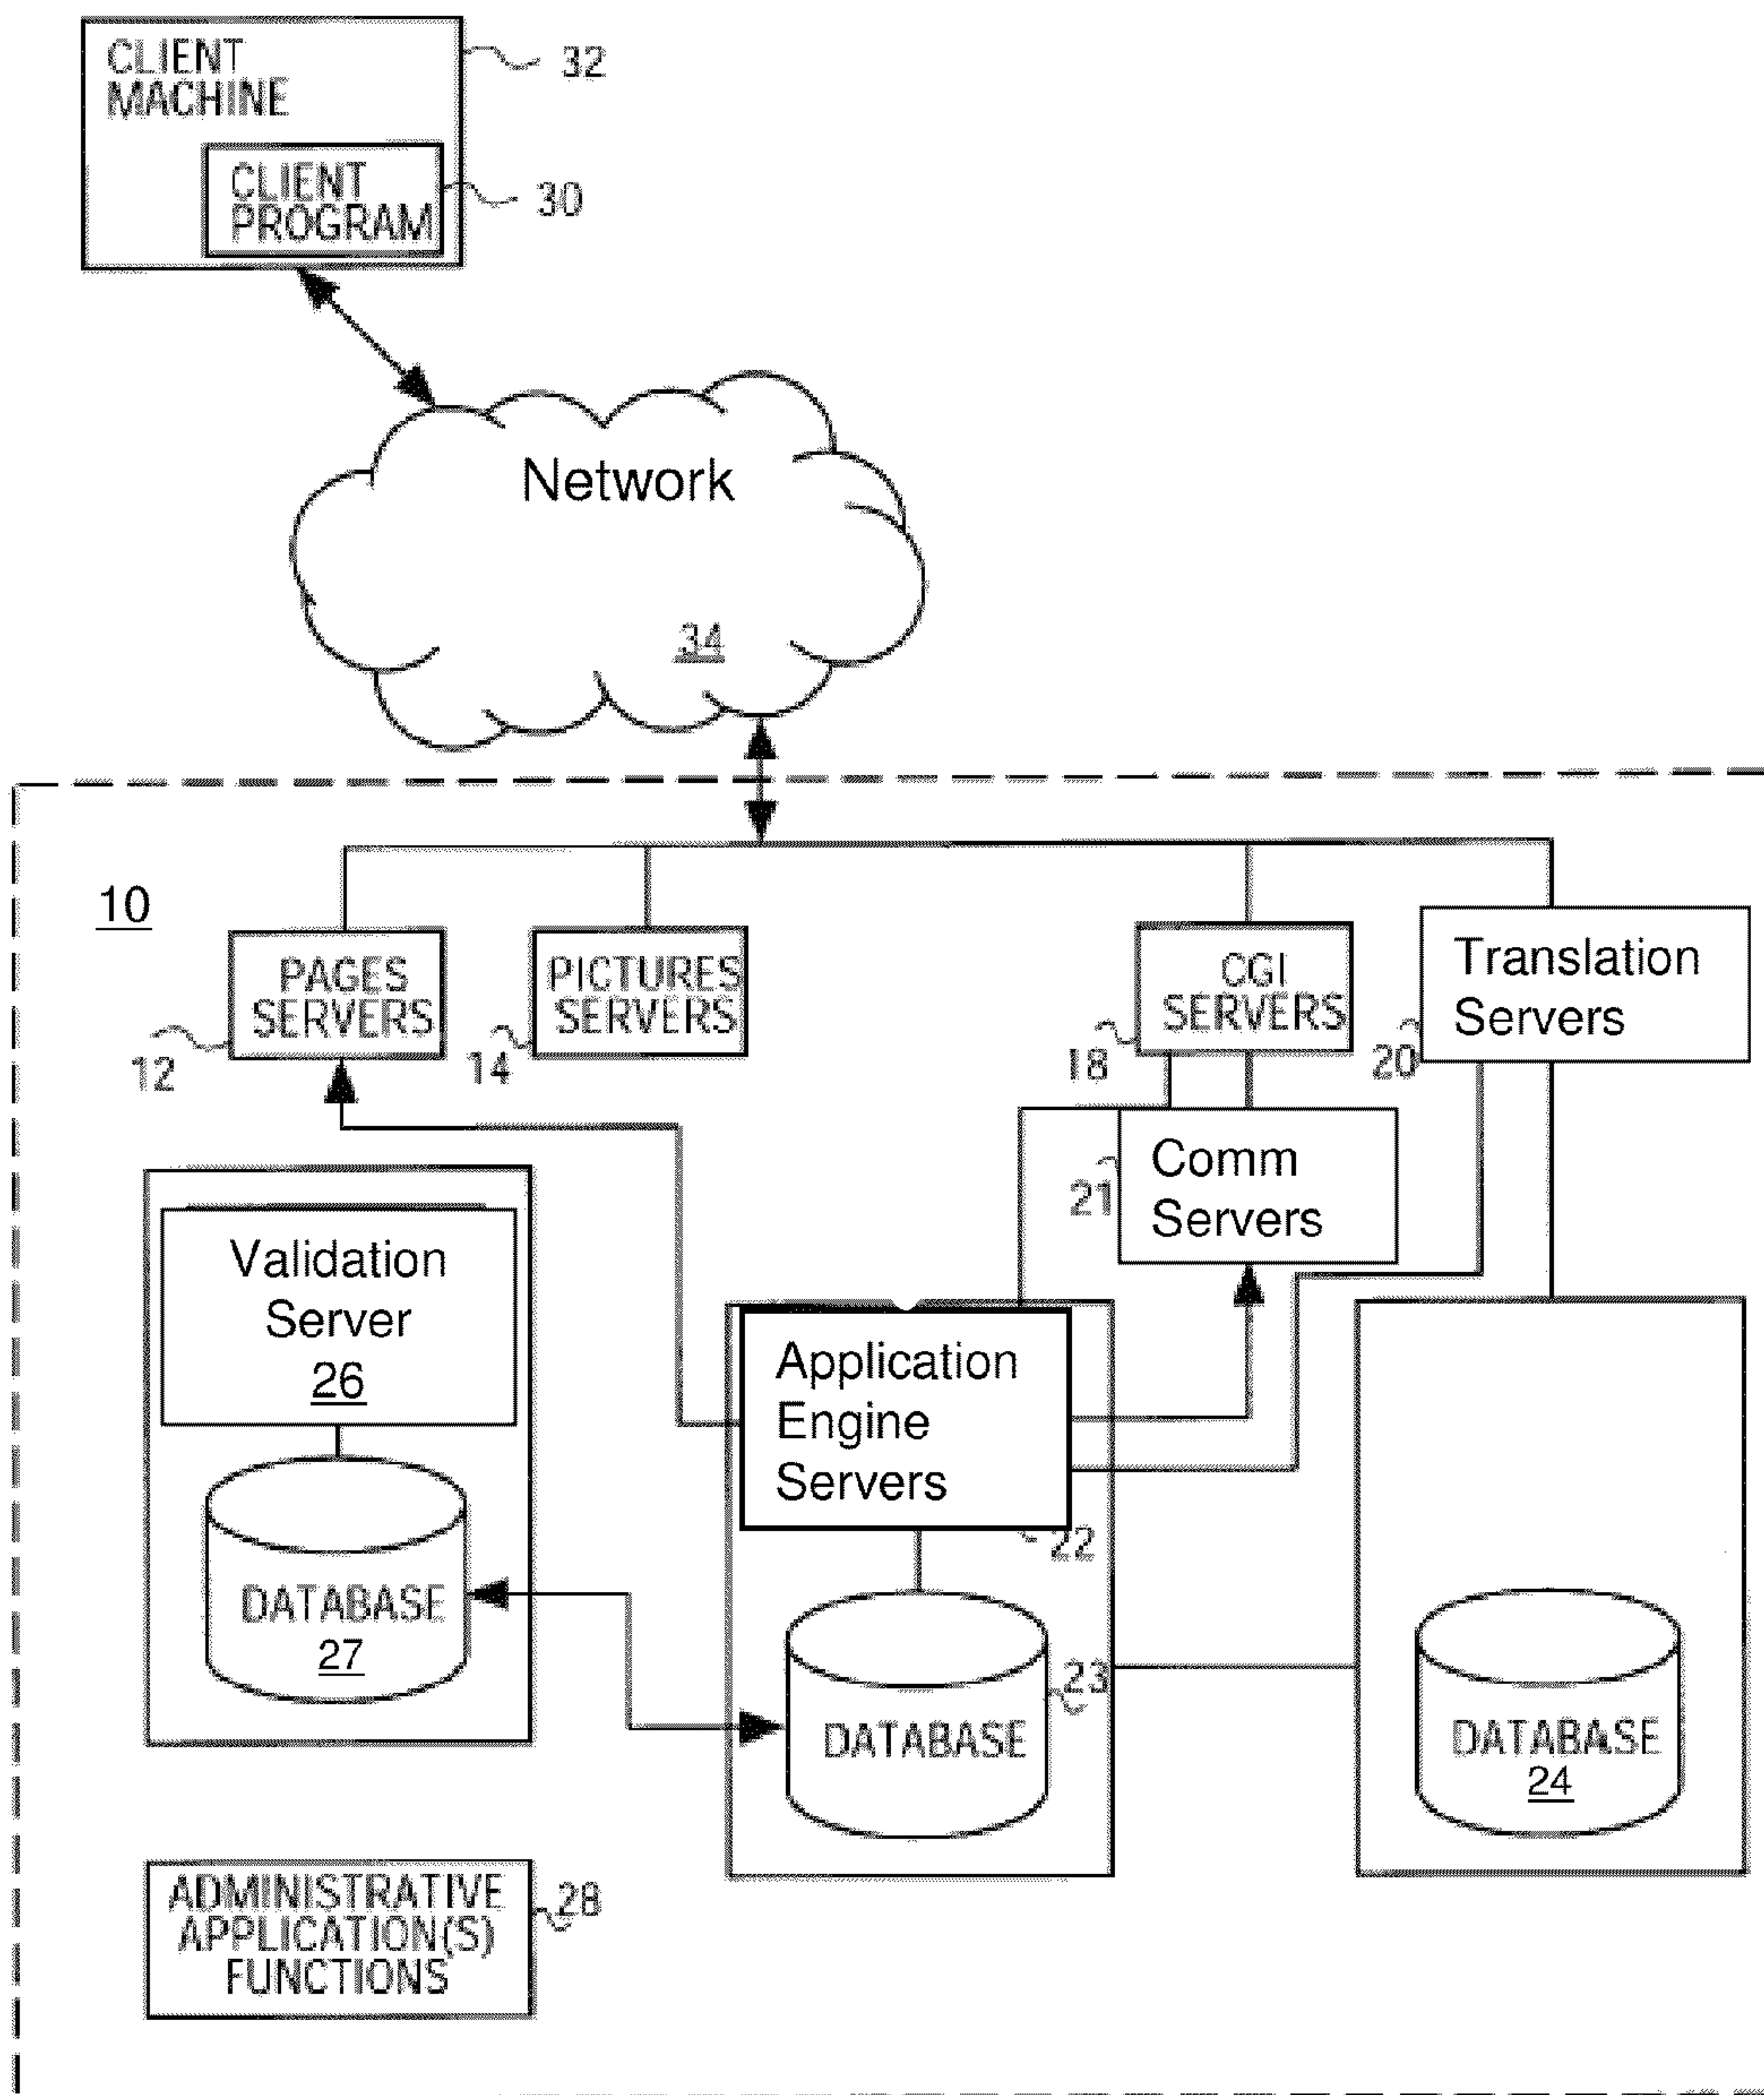 CLIENT
MACHINE
32
CLIENT
PROGRAM
30
Network
34
10
PAGES
SERVERS
12
PICTURES
SERVERS
14
CGI
SERVERS
18
Translation
Servers
20
Comm
Servers
21
Validation
Server
26
Application
Engine
Servers
22
DATABASE
27
DATABASE
23
DATABASE
24
ADMINISTRATIVE
APPLICATION(S)
FUNCTIONS
28